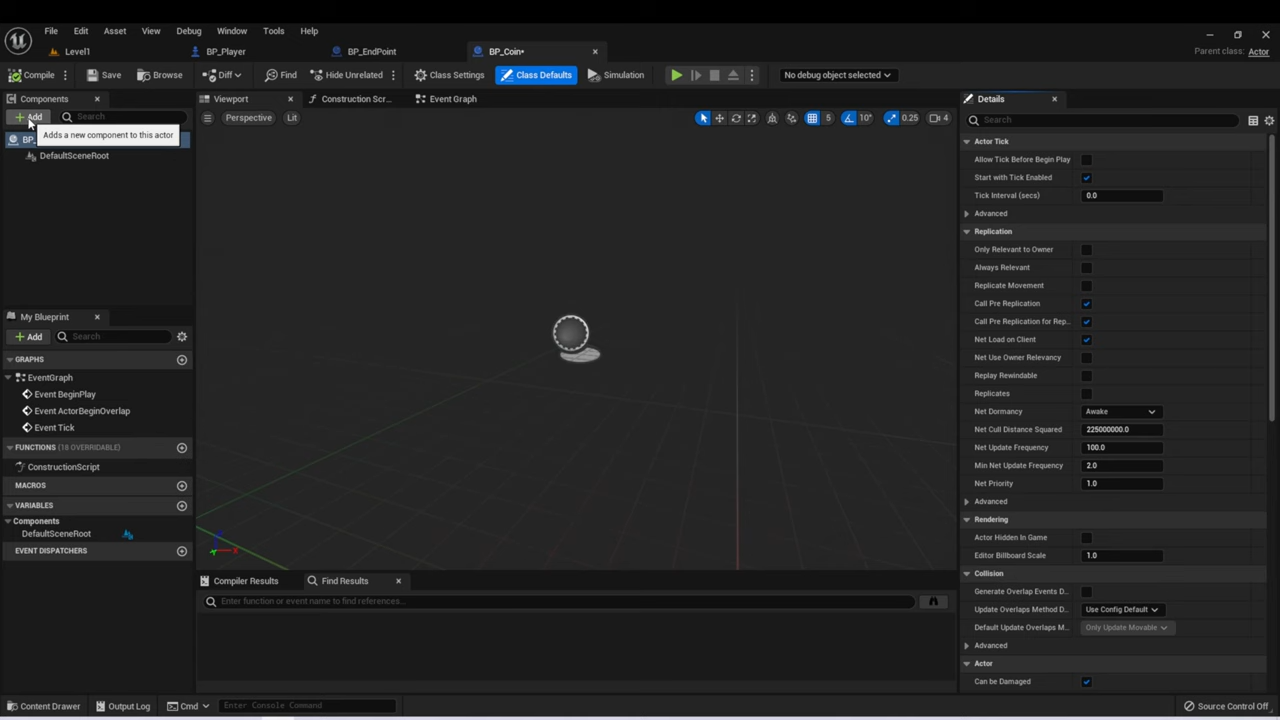 File Edit Asset View Debug Window Tools Help
Level1 BP_Player BP_EndPoint BP_Coin*
Parent class: Actor
Compile Save Browse Diff Find Hide Unrelated Class Settings Class Defaults Simulation No debug object selected
Components
Viewport Construction Scr... Event Graph
Details
+ Add Search
Perspective Lit 5 10° 0.25 4
Search
Adds a new component to this actor
BP_
DefaultSceneRoot
My Blueprint
+ Add Search
GRAPHS
EventGraph
Event BeginPlay
Event ActorBeginOverlap
Event Tick
FUNCTIONS (18 OVERRIDABLE)
ConstructionScript
MACROS
VARIABLES
Components
DefaultSceneRoot
EVENT DISPATCHERS
X
Compiler Results Find Results
Enter function or event name to find references...
Actor Tick
Allow Tick Before Begin Play
Start with Tick Enabled
Tick Interval (secs) 0.0
Advanced
Replication
Only Relevant to Owner
Always Relevant
Replicate Movement
Call Pre Replication
Call Pre Replication for Rep...
Net Load on Client
Net Use Owner Relevancy
Replay Rewindable
Replicates
Net Dormancy Awake
Net Cull Distance Squared 225000000.0
Net Update Frequency 100.0
Min Net Update Frequency 2.0
Net Priority 1.0
Advanced
Rendering
Actor Hidden In Game
Editor Billboard Scale 1.0
Collision
Generate Overlap Events D...
Update Overlaps Method D... Use Config Default
Default Update Overlaps M... Only Update Movable
Advanced
Actor
Can be Damaged
Content Drawer Output Log Cmd Enter Console Command Source Control Off